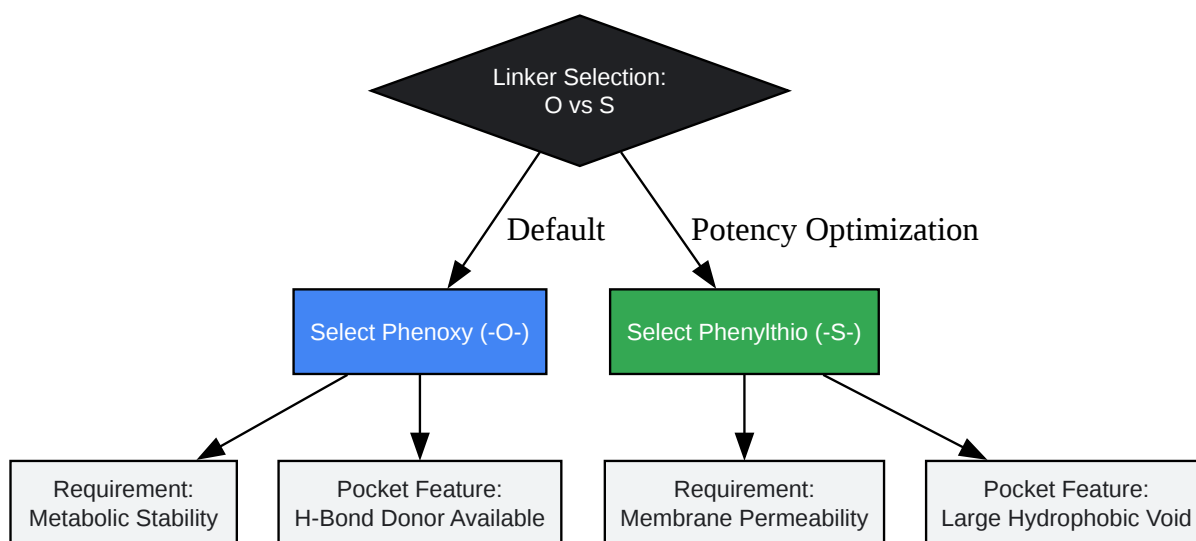 Linker Selection:
O vs S
Default
Potency Optimization
Select Phenoxy (-O-)
Select Phenylthio (-S-)
Requirement:
Metabolic Stability
Pocket Feature:
H-Bond Donor Available
Requirement:
Membrane Permeability
Pocket Feature:
Large Hydrophobic Void